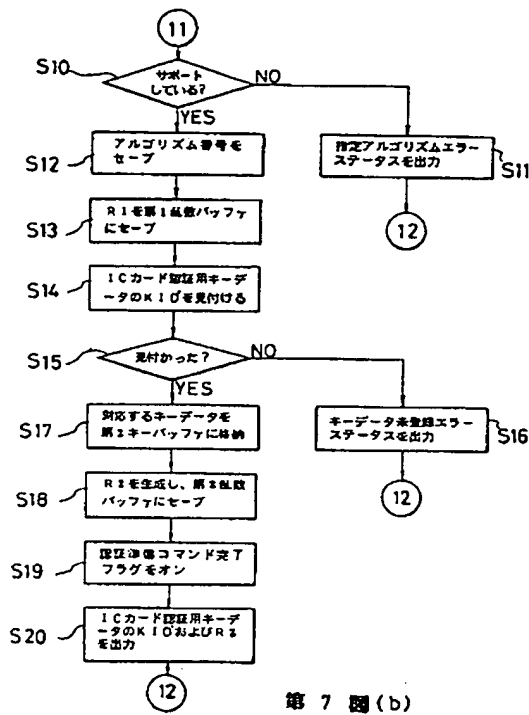 11
S10
サポート
している?
NO
YES
S12
アルゴリズム番号を
セーブ
指定アルゴリズムエラー
ステータスを出力
S11
12
S13
R1を第1乱数バッファ
にセーブ
S14
ICカード認証用キーデ
ータのKIDを見付ける
S15
見付かった?
NO
YES
S17
対応するキーデータを
第2キーバッファに格納
キーデータ未登録エラー
ステータスを出力
S16
12
S18
R2を生成し、第2乱数
バッファにセーブ
S19
認証準備コマンド完了
フラグをオン
S20
ICカード認証用キーデ
ータのKIDおよびR2
を出力
12
第 7 図(b)